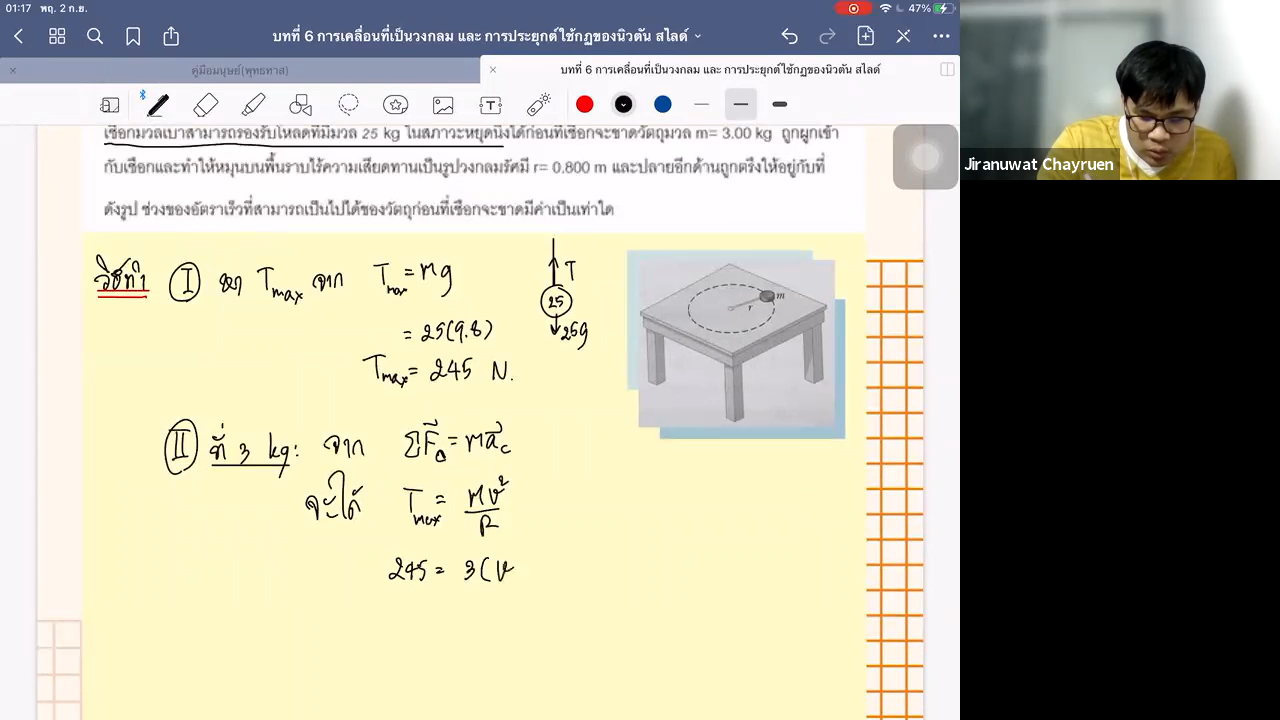 01:17 พฤ. 2 ก.ย.
47%
บทที่ 6 การเคลื่อนที่เป็นวงกลม และ การประยุกต์ใช้กฎของนิวตัน สไลด์
คู่มือมนุษย์(พุทธทาส)
บทที่ 6 การเคลื่อนที่เป็นวงกลม และ การประยุกต์ใช้กฎของนิวตัน สไลด์
เชือกมวลเบาสามารถรองรับโหลดที่มีมวล 25 kg ในสภาวะหยุดนิ่งได้ก่อนที่เชือกจะขาดวัตถุมวล m= 3.00 kg ถูกผูกเข้า
กับเชือกและทำให้หมุนบนพื้นราบไร้ความเสียดทานเป็นรูปวงกลมรัศมี r= 0.800 m และปลายอีกด้านถูกตรึงให้อยู่กับที่
ดังรูป ช่วงของอัตราเร็วที่สามารถเป็นไปได้ของวัตถุก่อนที่เชือกจะขาดมีค่าเป็นเท่าใด
Jiranuwat Chayruen
วิธีทำ I หา Tmax จาก Tmax = mg
T
25
25g
= 25(9.8)
Tmax = 245 N.
m
r
II ที่ 3 kg: จาก ΣF⃗ = ma⃗c
จะได้ Tmax = mv²/R
245 = 3(v